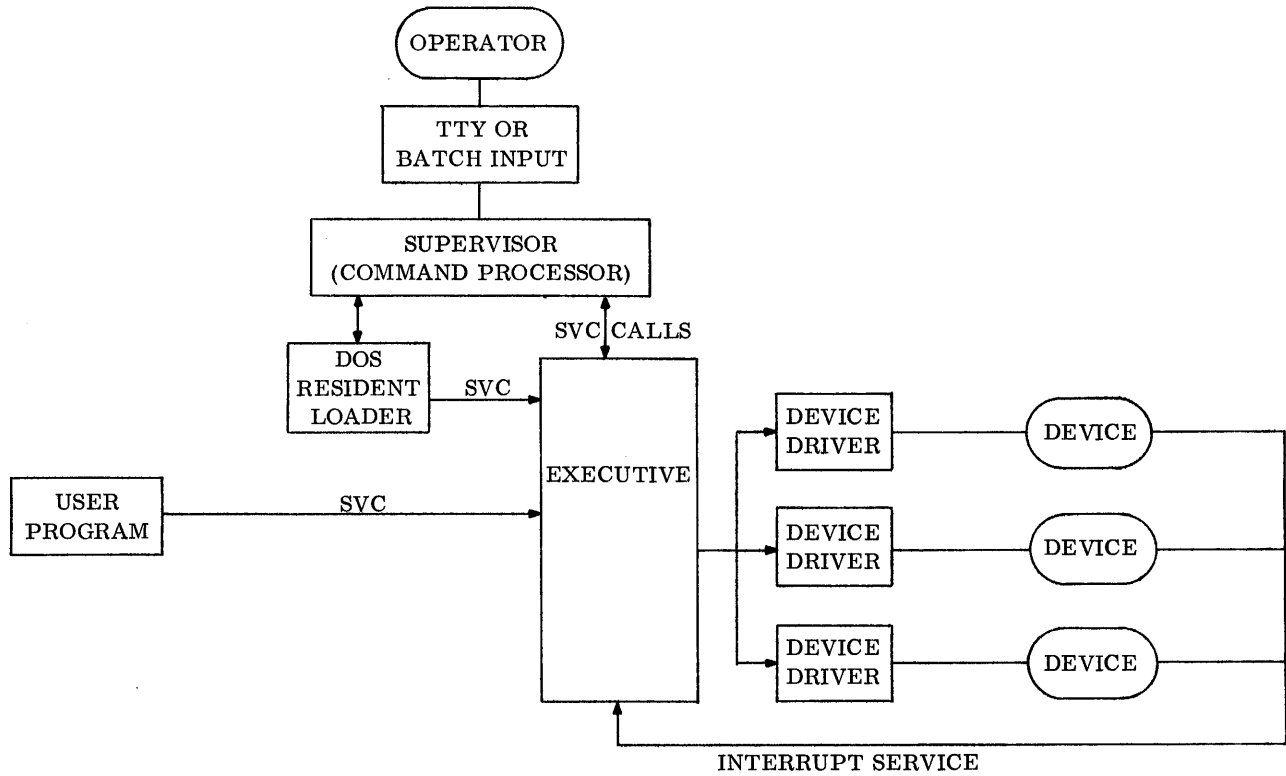 OPERATOR
TTY OR
BATCH INPUT
SUPERVISOR
(COMMAND PROCESSOR)
SVC CALLS
DOS
RESIDENT
LOADER
SVC
EXECUTIVE
USER
PROGRAM
SVC
DEVICE
DRIVER
DEVICE
DEVICE
DRIVER
DEVICE
DEVICE
DRIVER
DEVICE
INTERRUPT SERVICE